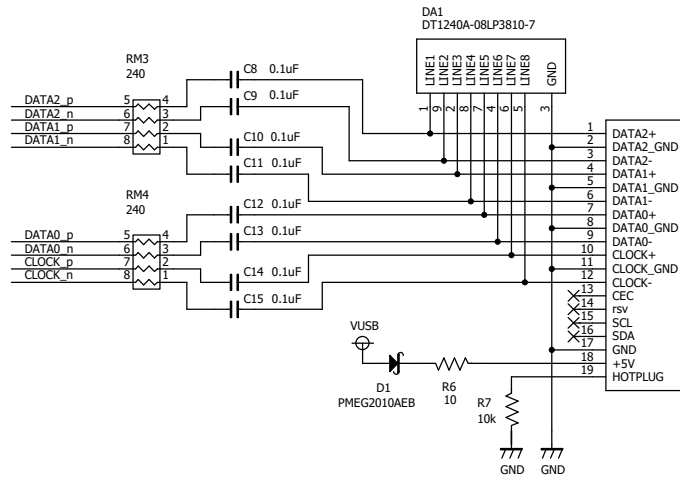 DA1
DT1240A-08LP3810-7
LINE1
LINE2
LINE3
LINE4
LINE5
LINE6
LINE7
LINE8
GND
1
9
2
8
7
4
6
5
3
RM3
240
C8 0.1uF
C9 0.1uF
C10 0.1uF
C11 0.1uF
DATA2_p 5 4
DATA2_n 6 3
DATA1_p 7 2
DATA1_n 8 1
RM4
240
C12 0.1uF
C13 0.1uF
C14 0.1uF
C15 0.1uF
DATA0_p 5 4
DATA0_n 6 3
CLOCK_p 7 2
CLOCK_n 8 1
1 DATA2+
2 DATA2_GND
3 DATA2-
4 DATA1+
5 DATA1_GND
6 DATA1-
7 DATA0+
8 DATA0_GND
9 DATA0-
10 CLOCK+
11 CLOCK_GND
12 CLOCK-
13 CEC
14 rsv
15 SCL
16 SDA
17 GND
18 +5V
19 HOTPLUG
VUSB
D1
PMEG2010AEB
R6
10
R7
10k
GND
GND